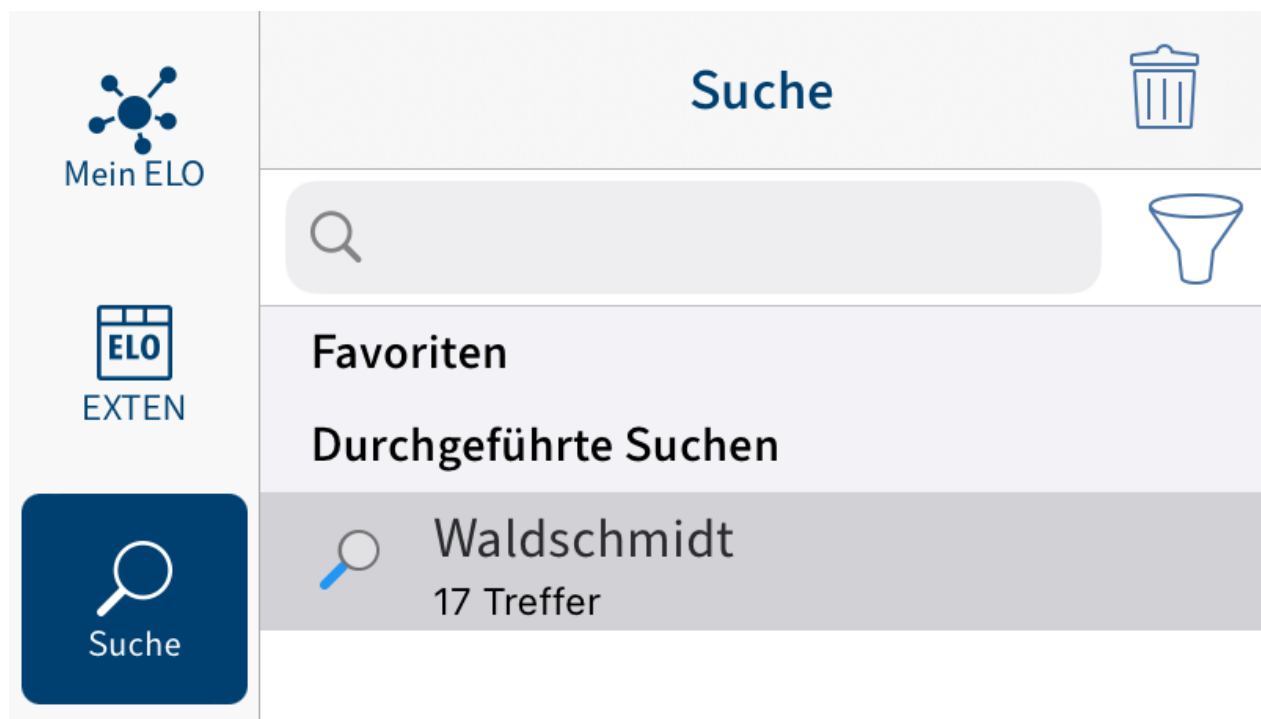 Mein ELO
ELO
EXTEN
Suche
Suche
Favoriten
Durchgeführte Suchen
Waldschmidt
17 Treffer